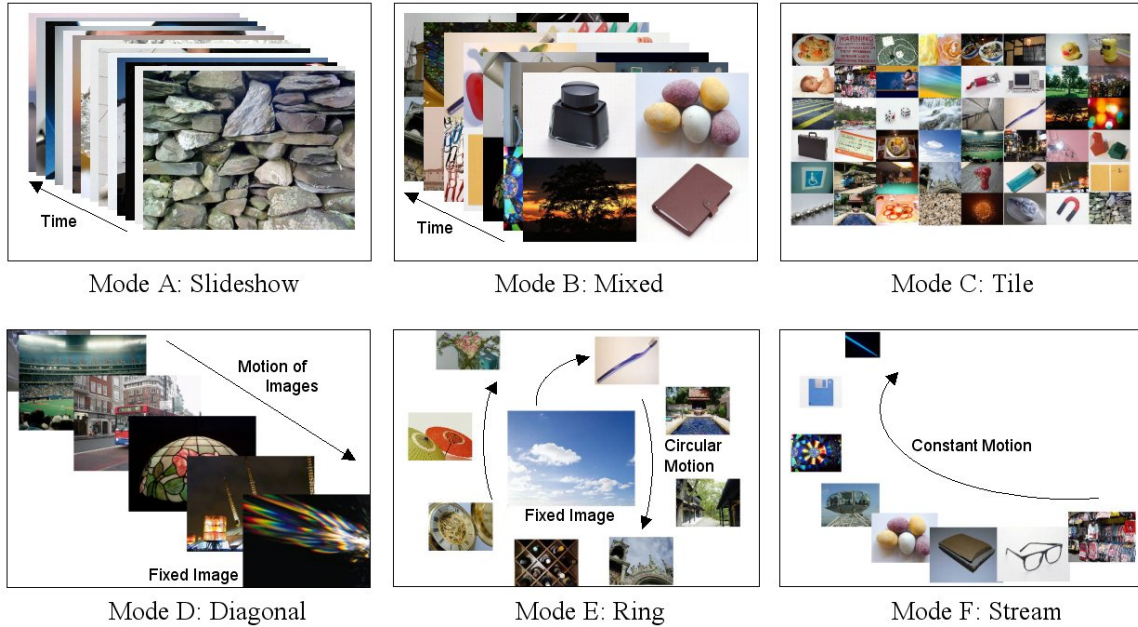 Time
Mode A: Slideshow
Time
Mode B: Mixed
WARNING
Mode C: Tile
Motion of
Images
Fixed Image
Mode D: Diagonal
Circular
Motion
Fixed Image
Mode E: Ring
Constant Motion
Mode F: Stream